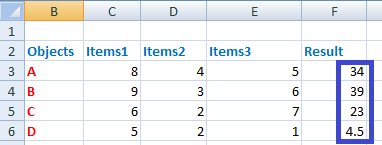 B C D E F
1
2 Objects Items1 Items2 Items3 Result
3 A 8 4 5 34
4 B 9 3 6 39
5 C 6 2 7 23
6 D 5 2 1 4.5